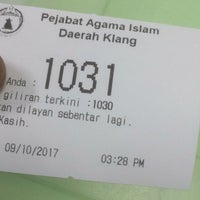 Pejabat Agama Islam
Daerah Klang
Anda : 1031
giliran terkini :1030
kan dilayan sebentar lagi.
Kasih.
09/10/2017 03:28 PM